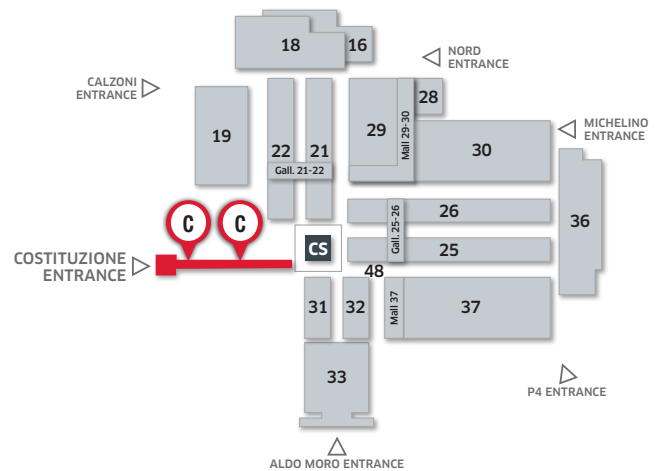 18
16
NORD
ENTRANCE
CALZONI
ENTRANCE
28
19
22
21
29
Mall 29-30
30
MICHELINO
ENTRANCE
Gall. 21-22
C
C
26
Gall. 25-26
36
CS
25
COSTITUZIONE
ENTRANCE
48
31
32
Mall 37
37
33
P4 ENTRANCE
ALDO MORO ENTRANCE